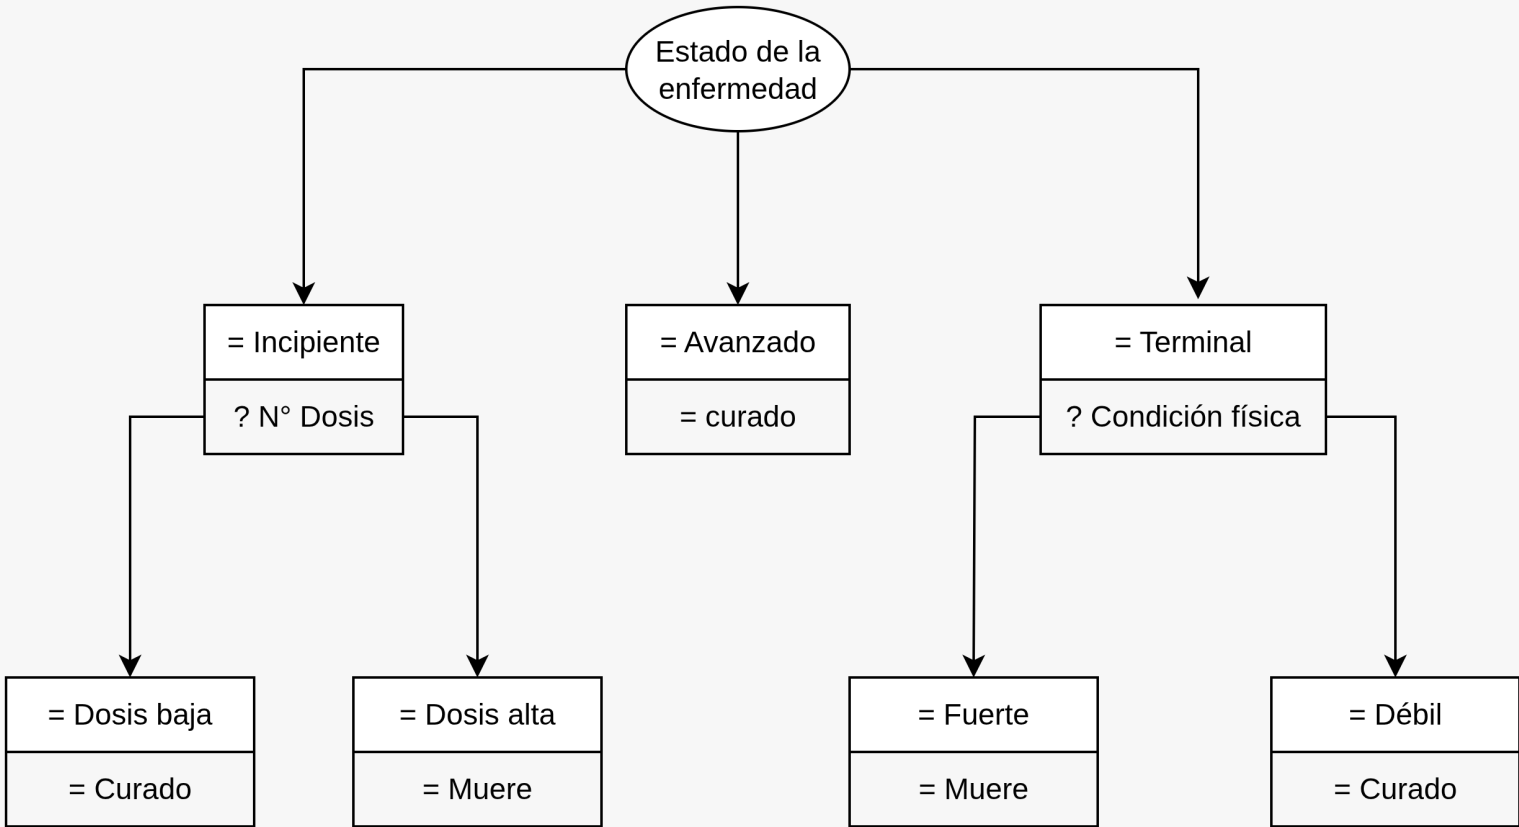 Estado de la
enfermedad
= Incipiente
? N° Dosis
= Avanzado
= curado
= Terminal
? Condición física
= Dosis baja
= Curado
= Dosis alta
= Muere
= Fuerte
= Muere
= Débil
= Curado